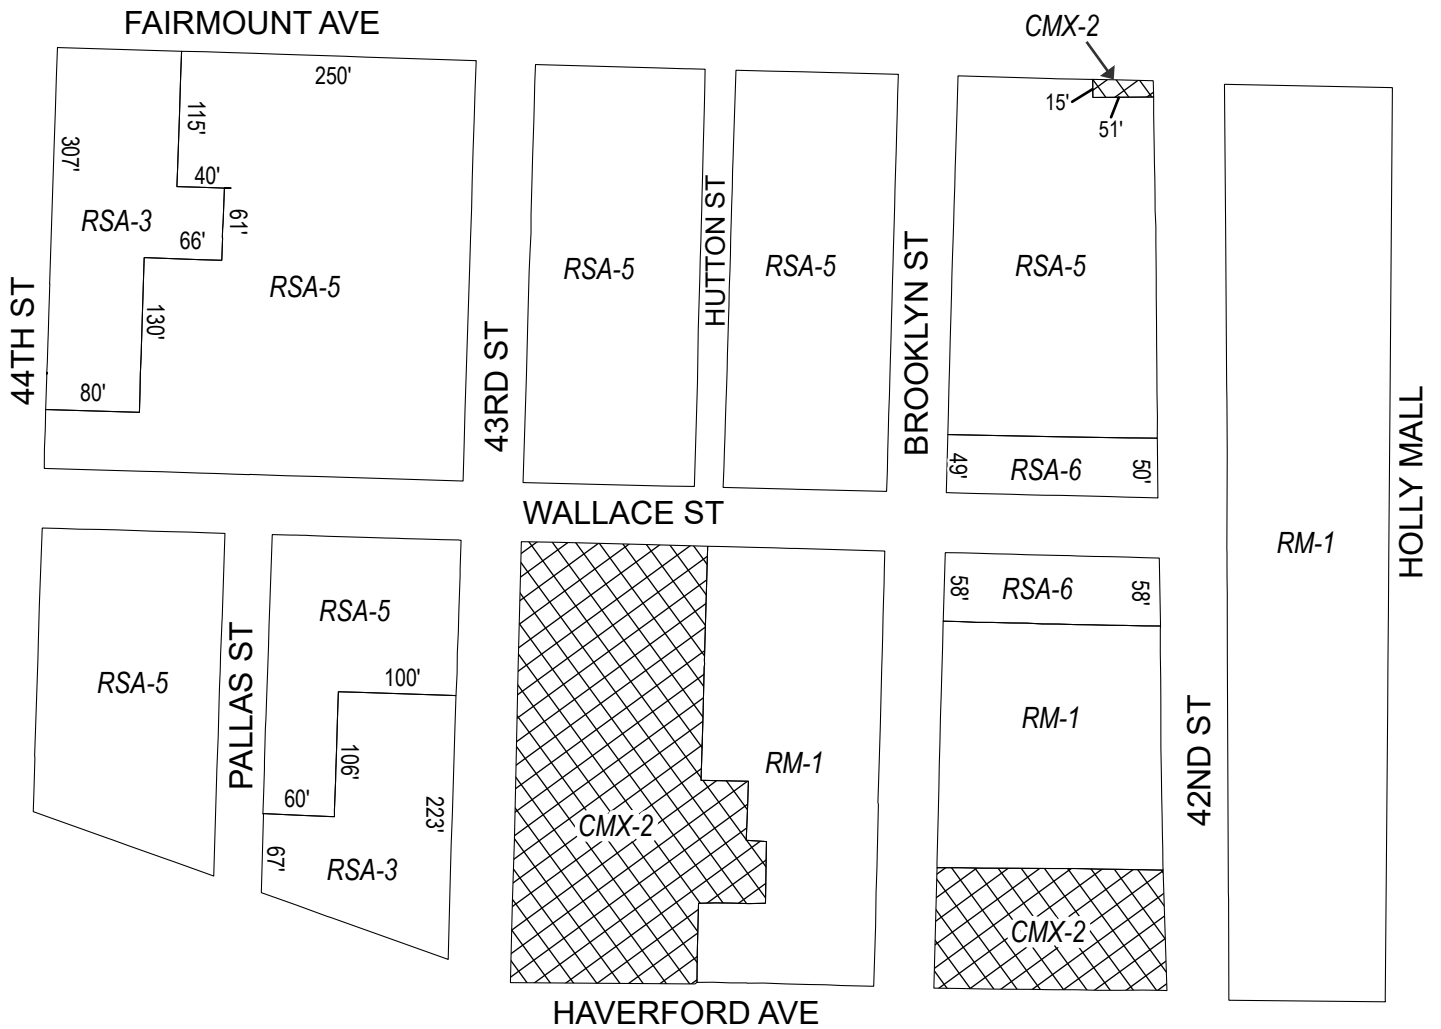 FAIRMOUNT AVE
CMX-2
250'
115'
15'
51'
307'
40'
RSA-3
61'
66'
RSA-5
130'
80'
44TH ST
43RD ST
RSA-5
HUTTON ST
RSA-5
BROOKLYN ST
RSA-5
49'
RSA-6
50'
HOLLY MALL
RM-1
WALLACE ST
RSA-5
PALLAS ST
RSA-5
100'
106'
60'
223'
67'
RSA-3
CMX-2
RM-1
58'
RSA-6
58'
RM-1
42ND ST
CMX-2
HAVERFORD AVE